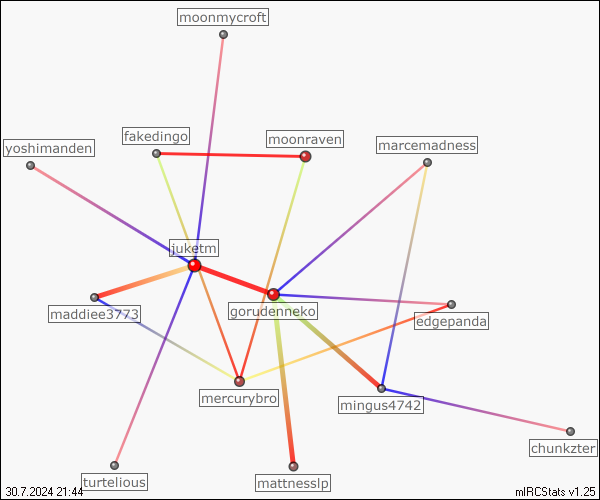 moonmycroft
fakedingo
moonraven
yoshimanden
marcemadness
juketm
maddiee3773
gorudenneko
edgepanda
mercurybro
mingus4742
chunkzter
turtelious
mattnesslp
30.7.2024 21:44
mIRCStats v1.25